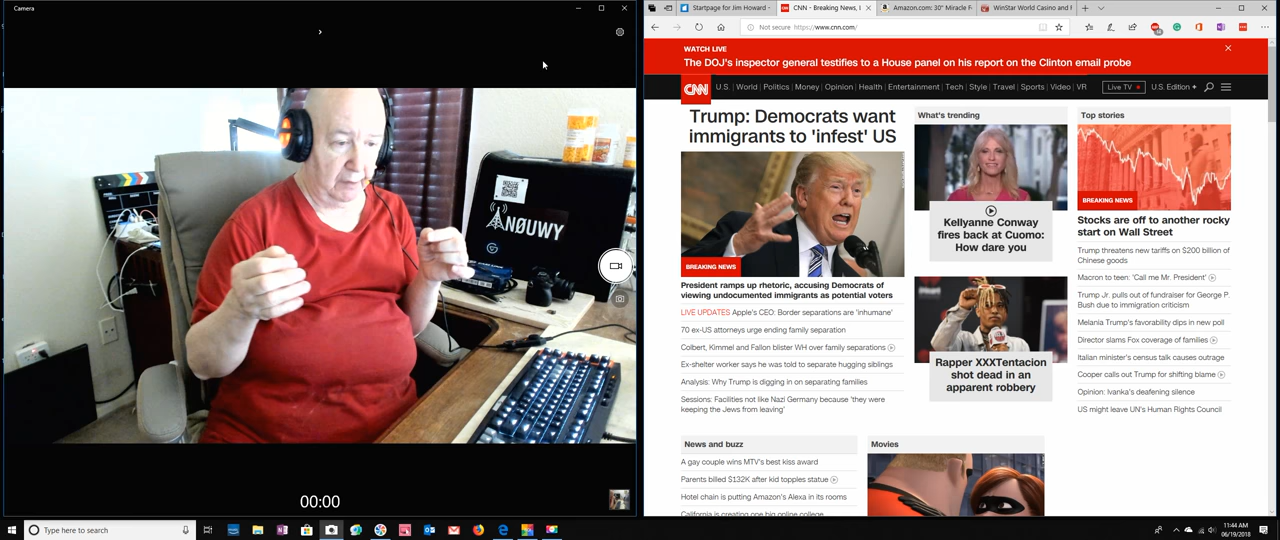 Camera
00:00
NØUWY
Startpage for Jim Howard -
CNN - Breaking News, l
Amazon.com: 30" Miracle F
WinStar World Casino and R
Not secure https://www.cnn.com/
WATCH LIVE
The DOJ's inspector general testifies to a House panel on his report on the Clinton email probe
CNN
U.S. World Politics Money Opinion Health Entertainment Tech Style Travel Sports Video VR
Live TV
U.S. Edition +
Trump: Democrats want
immigrants to 'infest' US
BREAKING NEWS
President ramps up rhetoric, accusing Democrats of
viewing undocumented immigrants as potential voters
LIVE UPDATES Apple's CEO: Border separations are 'inhumane'
70 ex-US attorneys urge ending family separation
Colbert, Kimmel and Fallon blister WH over family separations
Ex-shelter worker says he was told to separate hugging siblings
Analysis: Why Trump is digging in on separating families
Sessions: Facilities not like Nazi Germany because 'they were
keeping the Jews from leaving'
What's trending
Kellyanne Conway
fires back at Cuomo:
How dare you
Rapper XXXTentacion
shot dead in an
apparent robbery
Top stories
BREAKING NEWS
Stocks are off to another rocky
start on Wall Street
Trump threatens new tariffs on $200 billion of
Chinese goods
Macron to teen: 'Call me Mr. President'
Trump Jr. pulls out of fundraiser for George P.
Bush due to immigration criticism
Melania Trump's favorability dips in new poll
Director slams Fox coverage of families
Italian minister's census talk causes outrage
Cooper calls out Trump for shifting blame
Opinion: Ivanka's deafening silence
US might leave UN's Human Rights Council
News and buzz
A gay couple wins MTV's best kiss award
Parents billed $132K after kid topples statue
Hotel chain is putting Amazon's Alexa in its rooms
California is creating one big online college
Movies
Type here to search
11:44 AM
06/19/2018